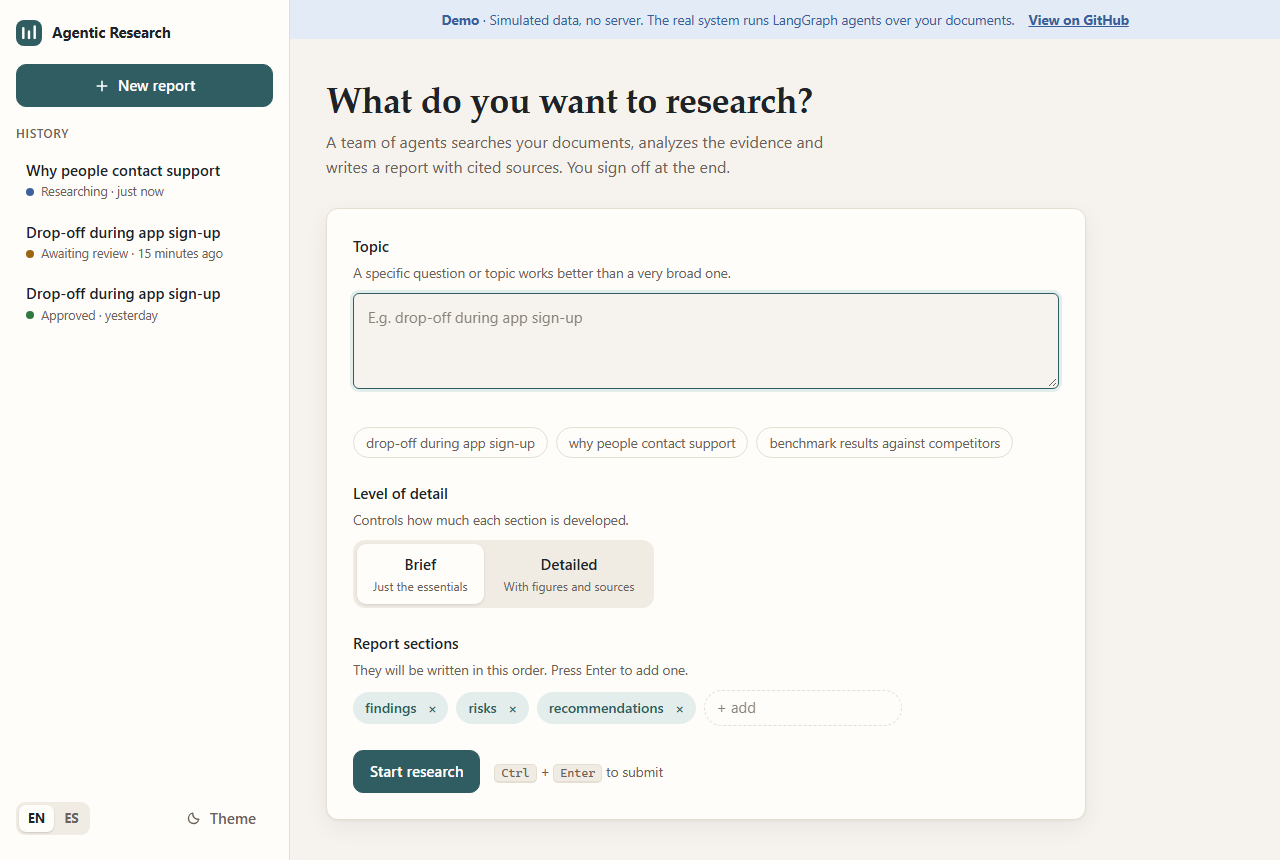 Agentic Research
+ New report
HISTORY
Why people contact support
Researching · just now
Drop-off during app sign-up
Awaiting review · 15 minutes ago
Drop-off during app sign-up
Approved · yesterday
EN ES
Theme
Demo · Simulated data, no server. The real system runs LangGraph agents over your documents. View on GitHub
What do you want to research?
A team of agents searches your documents, analyzes the evidence and
writes a report with cited sources. You sign off at the end.
Topic
A specific question or topic works better than a very broad one.
E.g. drop-off during app sign-up
drop-off during app sign-up
why people contact support
benchmark results against competitors
Level of detail
Controls how much each section is developed.
Brief
Just the essentials
Detailed
With figures and sources
Report sections
They will be written in this order. Press Enter to add one.
findings ×
risks ×
recommendations ×
+ add
Start research
Ctrl + Enter to submit